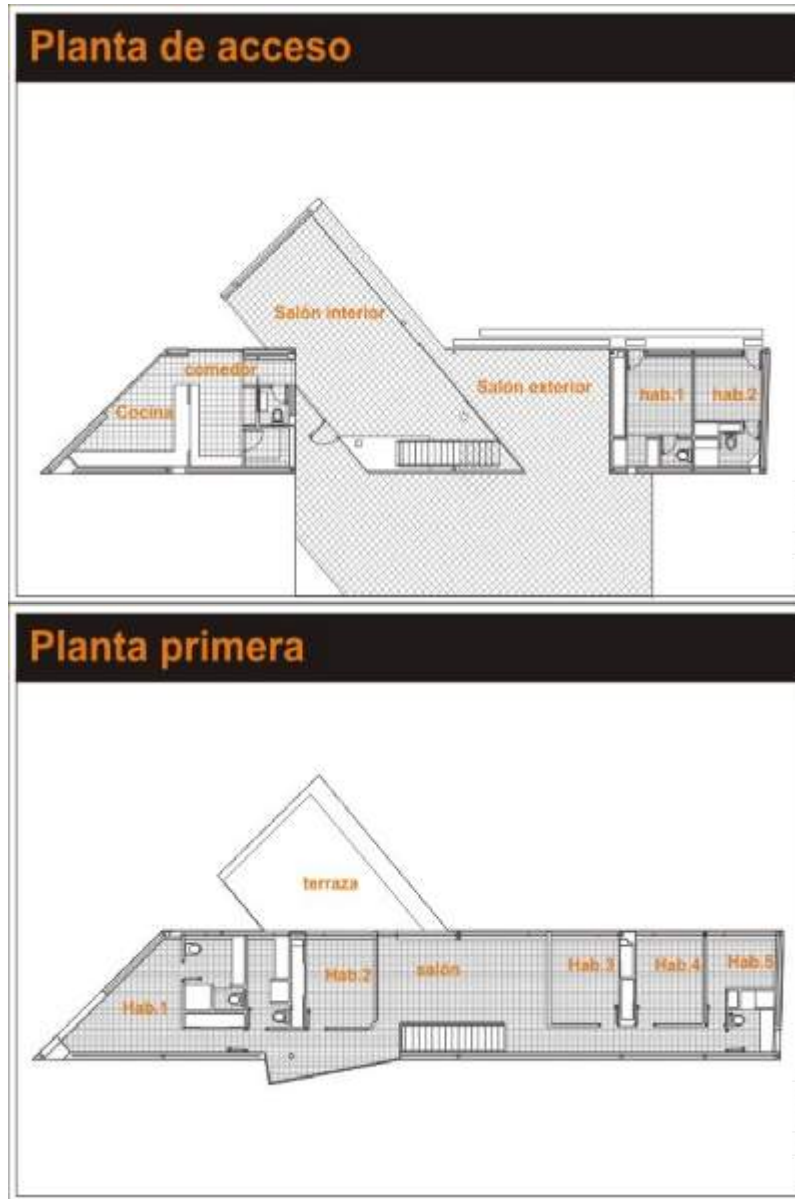 Planta de acceso
Salón interior
comedor
Salón exterior
Cocina
hab.1
hab.2
Planta primera
terraza
Hab.1
Hab.2
salón
Hab.3
Hab.4
Hab.5